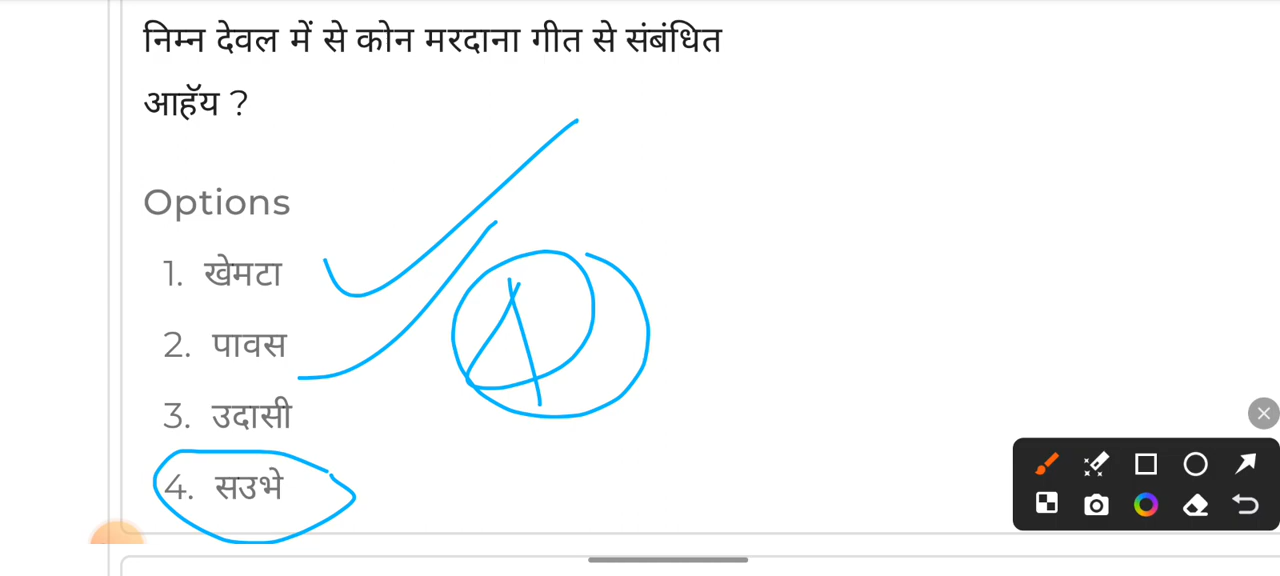 निम्न देवल में से कोन मरदाना गीत से संबंधित
आहॅय ?
Options
1. खेमटा
2. पावस
3. उदासी
4. सउभे